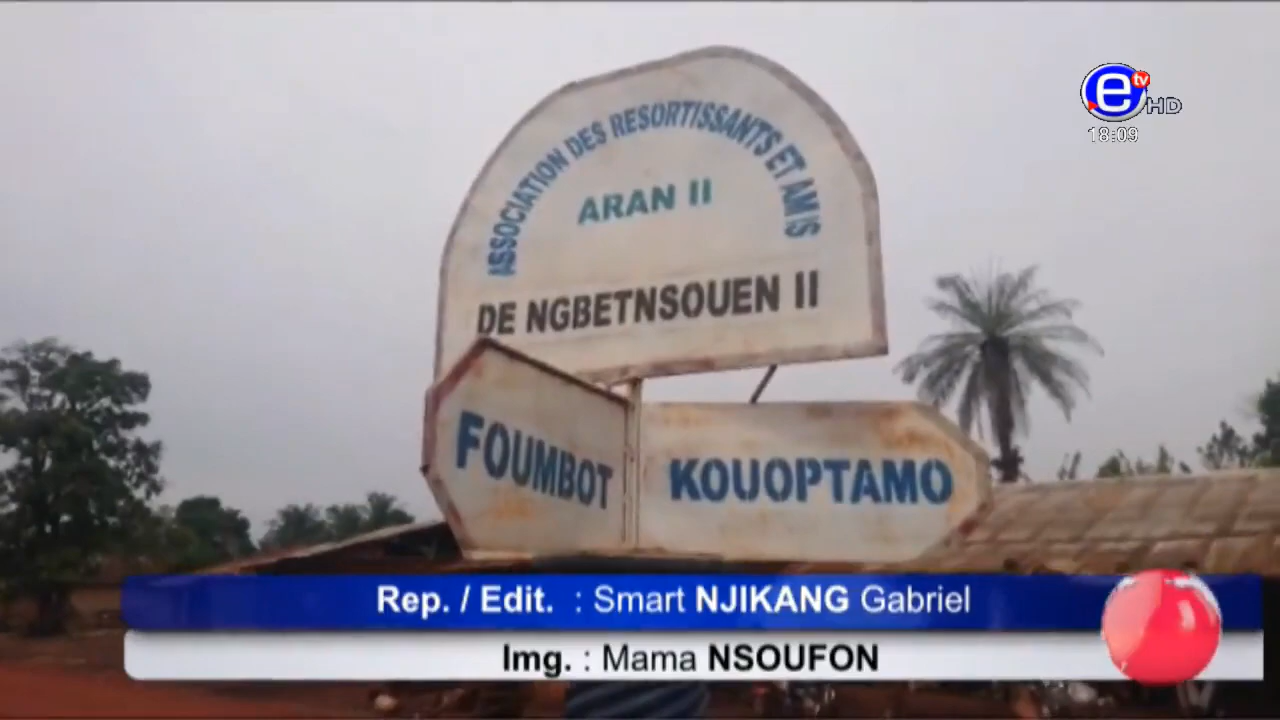 e tv HD
18:09
ASSOCIATION DES RESORTISSANTS ET AMIS
ARAN II
DE NGBETNSOUEN II
FOUMBOT
KOUOPTAMO
Rep. / Edit. : Smart NJIKANG Gabriel
Img. : Mama NSOUFON